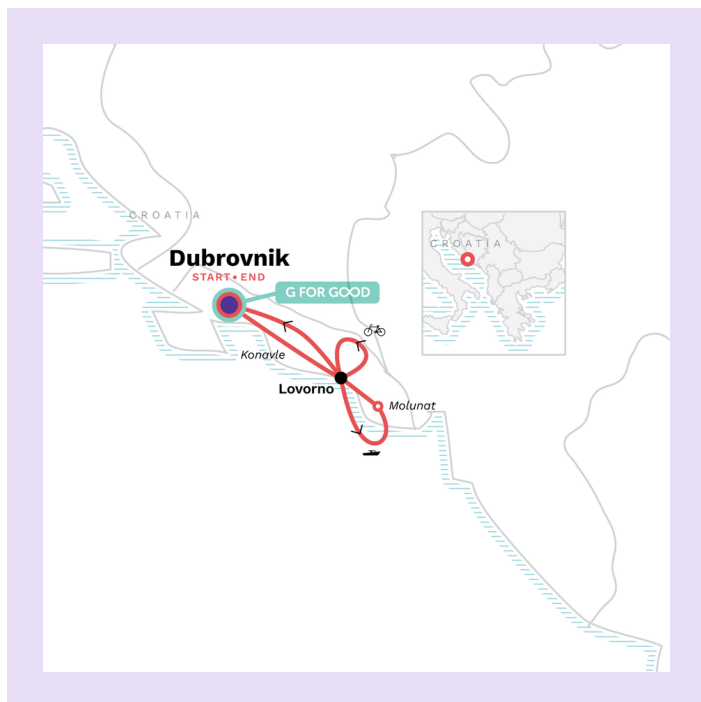 CROATIA
Dubrovnik
START•END
G FOR GOOD
CROATIA
Konavle
Lovorno
Molunat